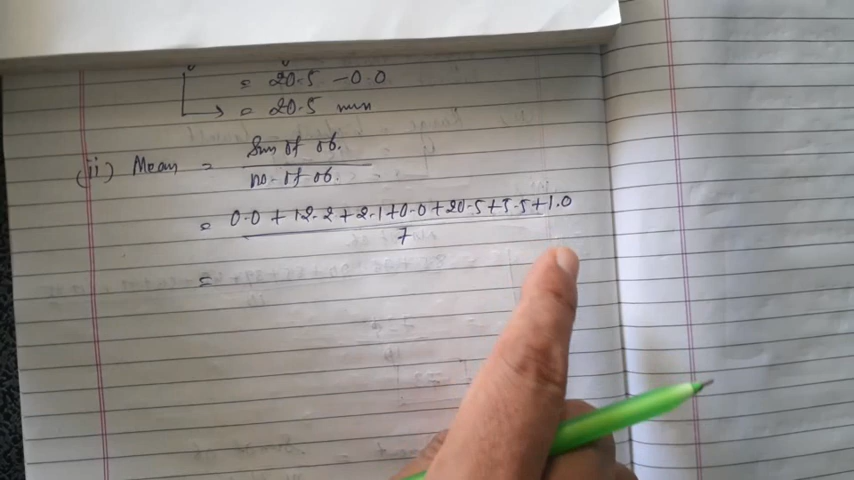 = 20.5 - 0.0
= 20.5 mm
(ii) Mean = Sum of ob.
no. of ob.
= 0.0 + 12.2 + 2.1 + 0.0 + 20.5 + 5.5 + 1.0
7
=